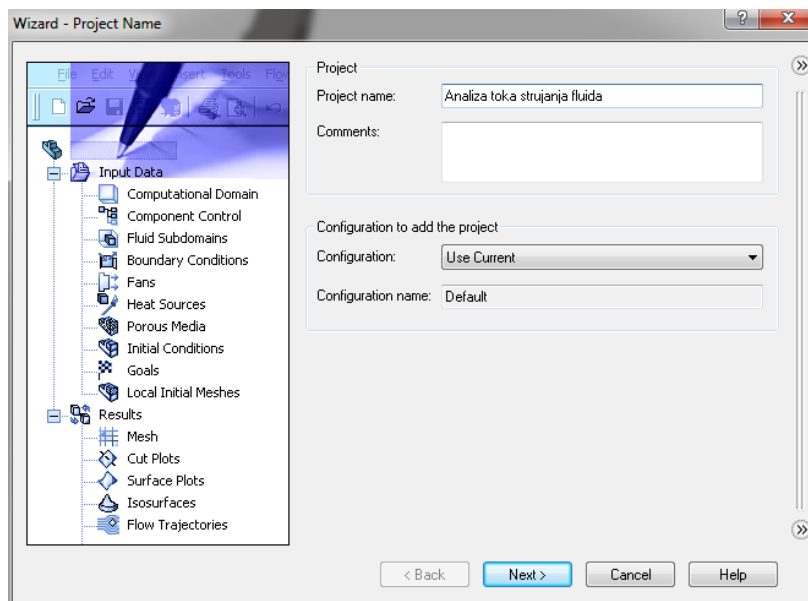 Wizard - Project Name
File Edit View Insert Tools Flow
Input Data
Computational Domain
Component Control
Fluid Subdomains
Boundary Conditions
Fans
Heat Sources
Porous Media
Initial Conditions
Goals
Local Initial Meshes
Results
Mesh
Cut Plots
Surface Plots
Isosurfaces
Flow Trajectories
Project
Project name: Analiza toka strujanja fluida
Comments:
Configuration to add the project
Configuration: Use Current
Configuration name: Default
< Back Next > Cancel Help